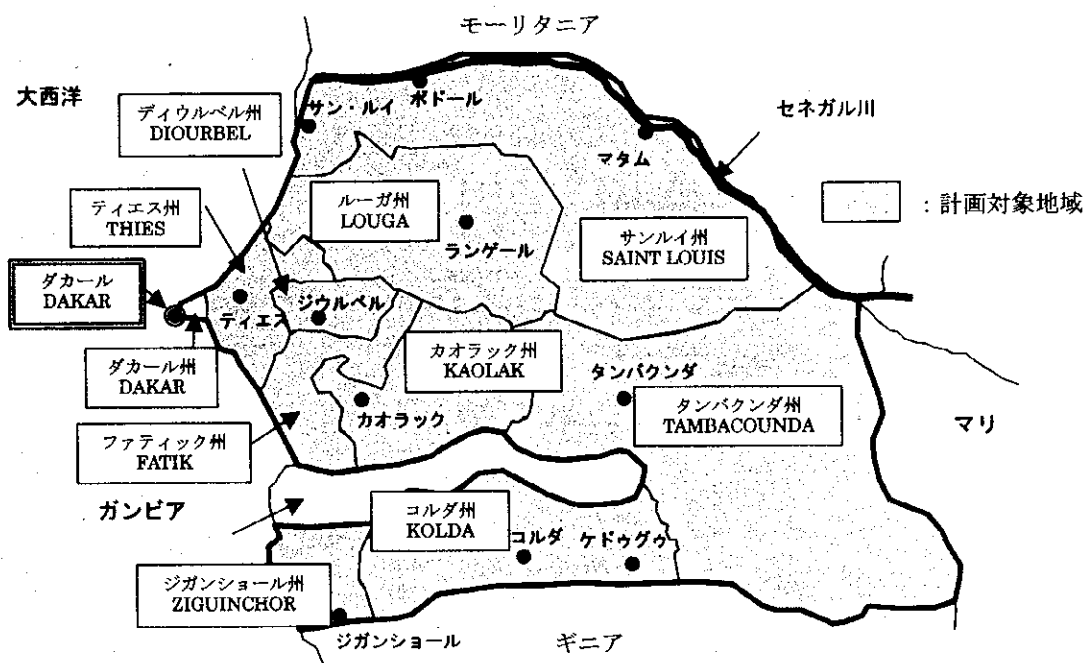 モーリタニア
大西洋
ディウルベル州
DIOURBEL
サン・ルイ
ポドール
セネガル川
マタム
ルーガ州
LOUGA
:計画対象地域
ティエス州
THIES
ランゲール
サンルイ州
SAINT LOUIS
ダカール
DAKAR
ティエス
ジウルベル
ダカール州
DAKAR
カオラック州
KAOLAK
タンバクンダ
カオラック
タンバクンダ州
TAMBACOUNDA
マリ
ファティック州
FATIK
ガンビア
コルダ州
KOLDA
コルダ
ケドゥグゥ
ジガンショール州
ZIGUINCHOR
ジガンショール
ギニア